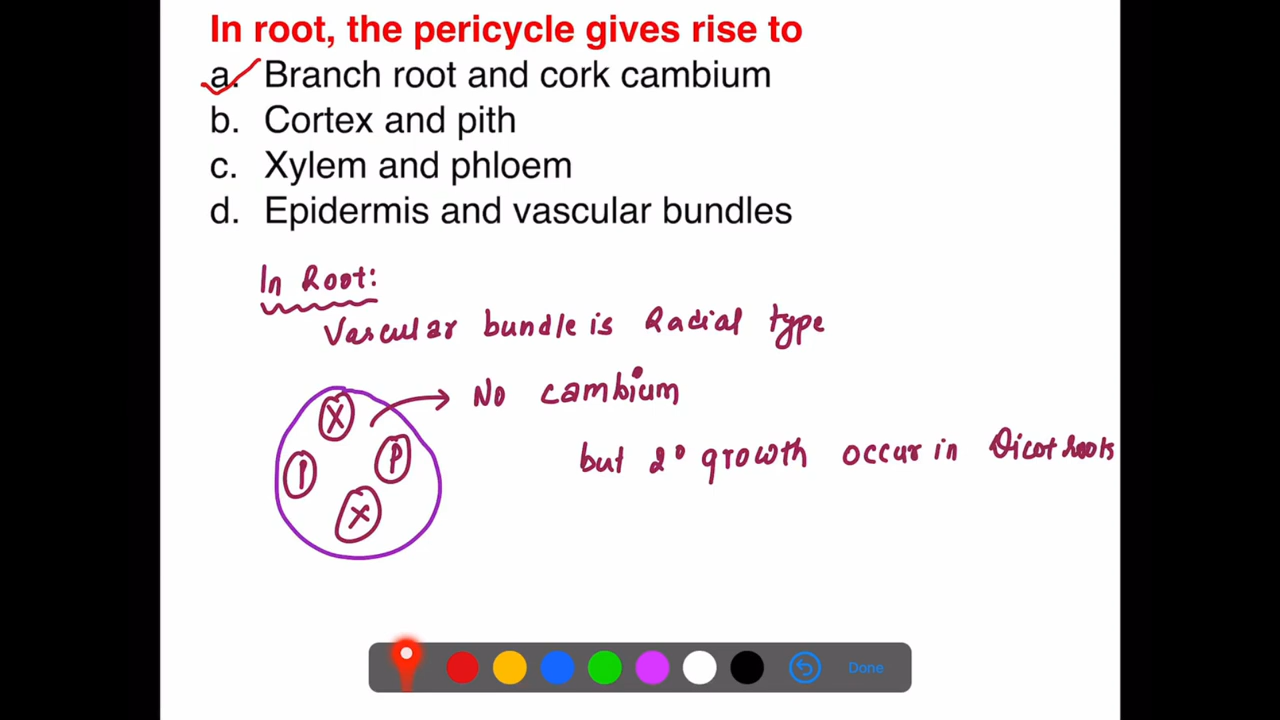 In root, the pericycle gives rise to
a. Branch root and cork cambium
b. Cortex and pith
c. Xylem and phloem
d. Epidermis and vascular bundles
In Root:
Vascular bundle is Radial type
X
No cambium
P
P
but 2° growth occur in Dicot Roots
X
Done